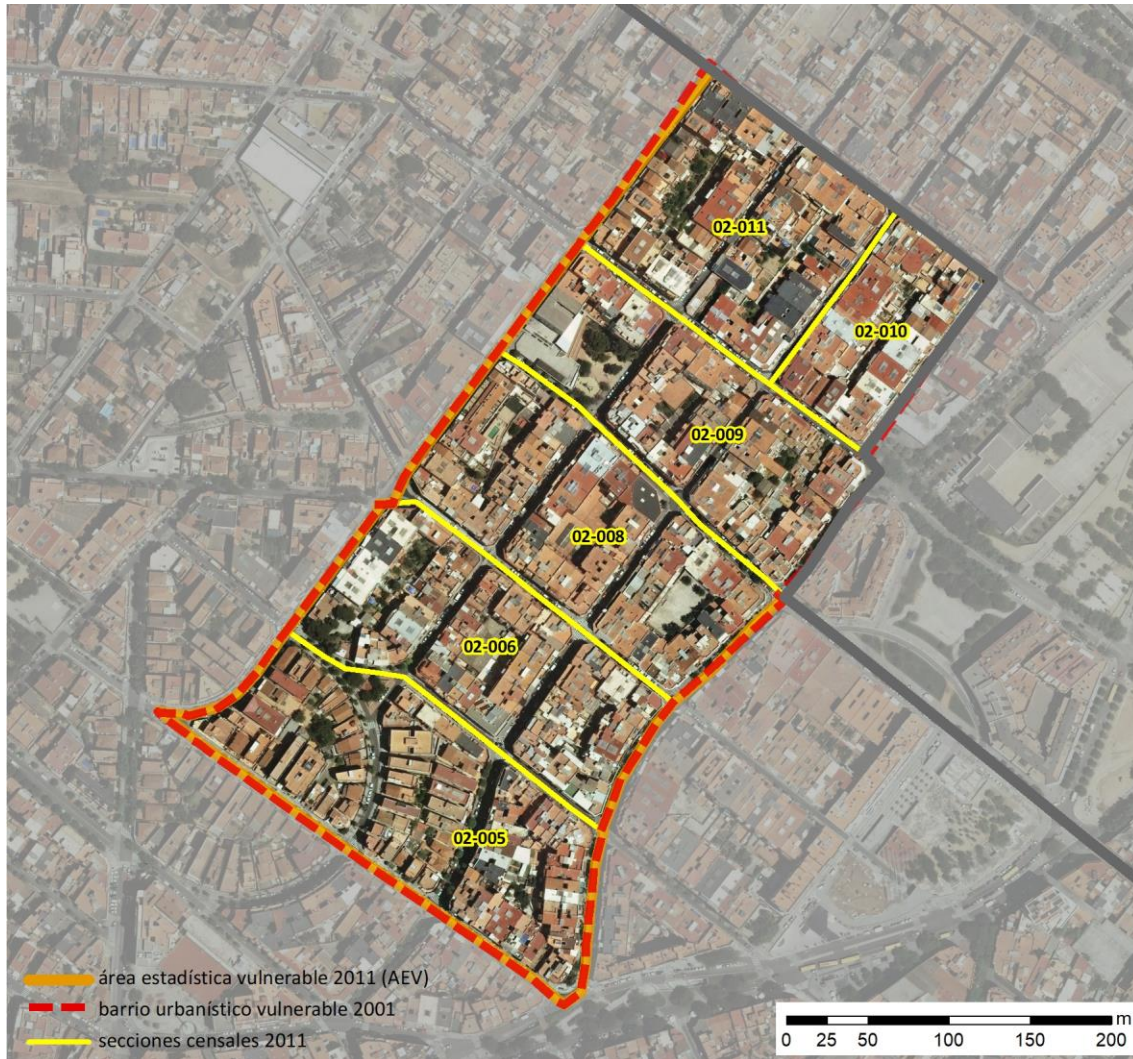 02-011
02-010
02-009
02-008
02-006
02-005
área estadística vulnerable 2011 (AEV)
barrio urbanístico vulnerable 2001
secciones censales 2011
m
0 25 50 100 150 200